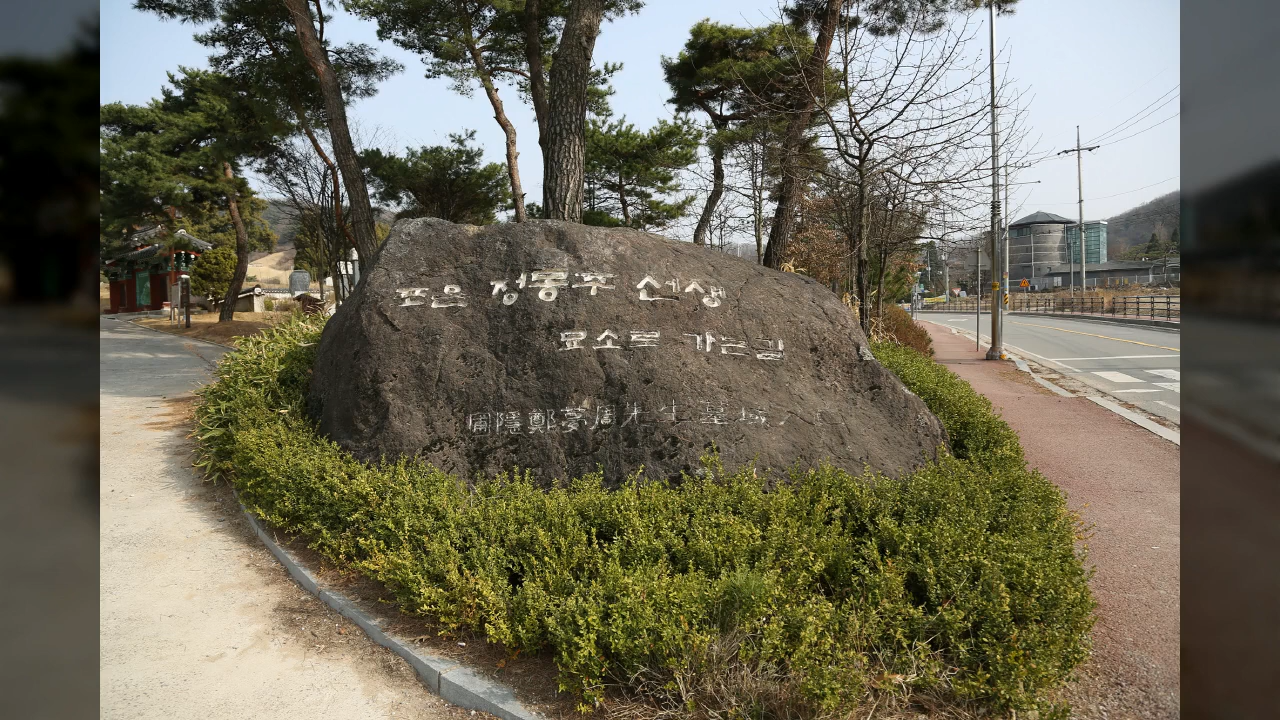 포은 정몽주 선생
묘소로 가는길
圃隱鄭夢周先生墓域